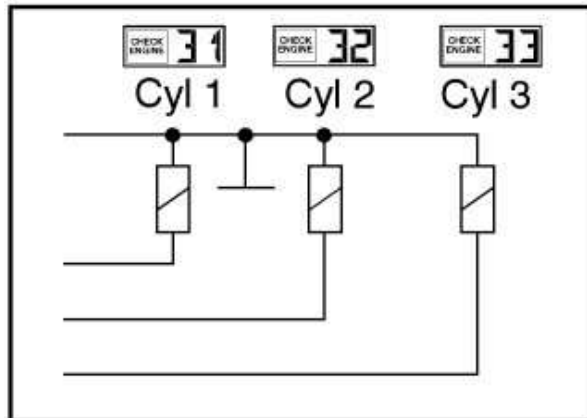 CHECK ENGINE 31
CHECK ENGINE 32
CHECK ENGINE 33
Cyl 1
Cyl 2
Cyl 3